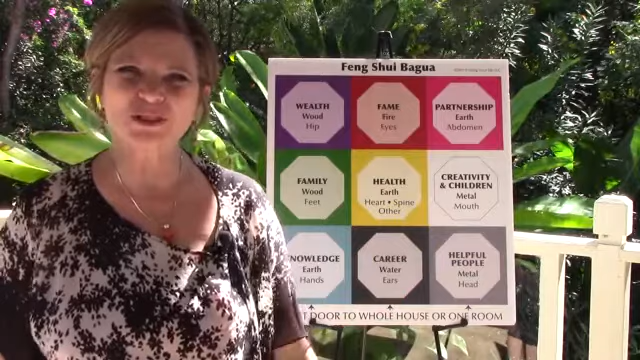 Feng Shui Bagua
WEALTH
Wood
Hip
FAME
Fire
Eyes
PARTNERSHIP
Earth
Abdomen
FAMILY
Wood
Feet
HEALTH
Earth
Heart • Spine
Other
CREATIVITY
& CHILDREN
Metal
Mouth
NOWLEDGE
Earth
Hands
CAREER
Water
Ears
HELPFUL
PEOPLE
Metal
Head
T DOOR TO WHOLE HOUSE OR ONE ROOM